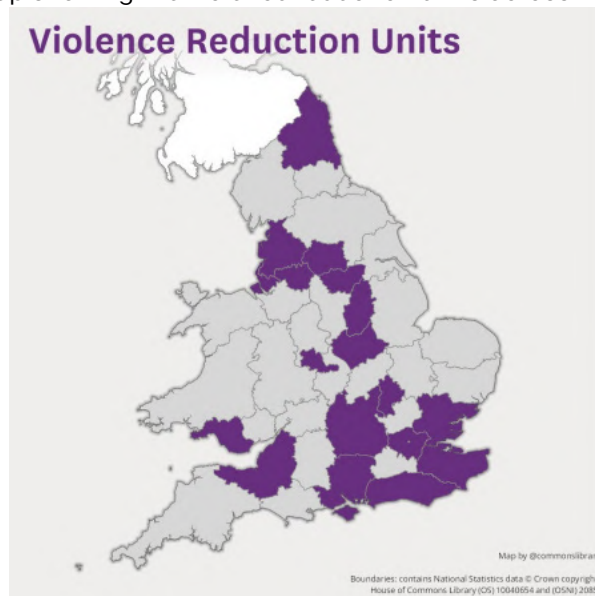 Violence Reduction Units
Map by @commonslibrar
Boundaries: contains National Statistics data © Crown copyrigh
House of Commons Library (OS) 10040654 and (OSNI) 2085